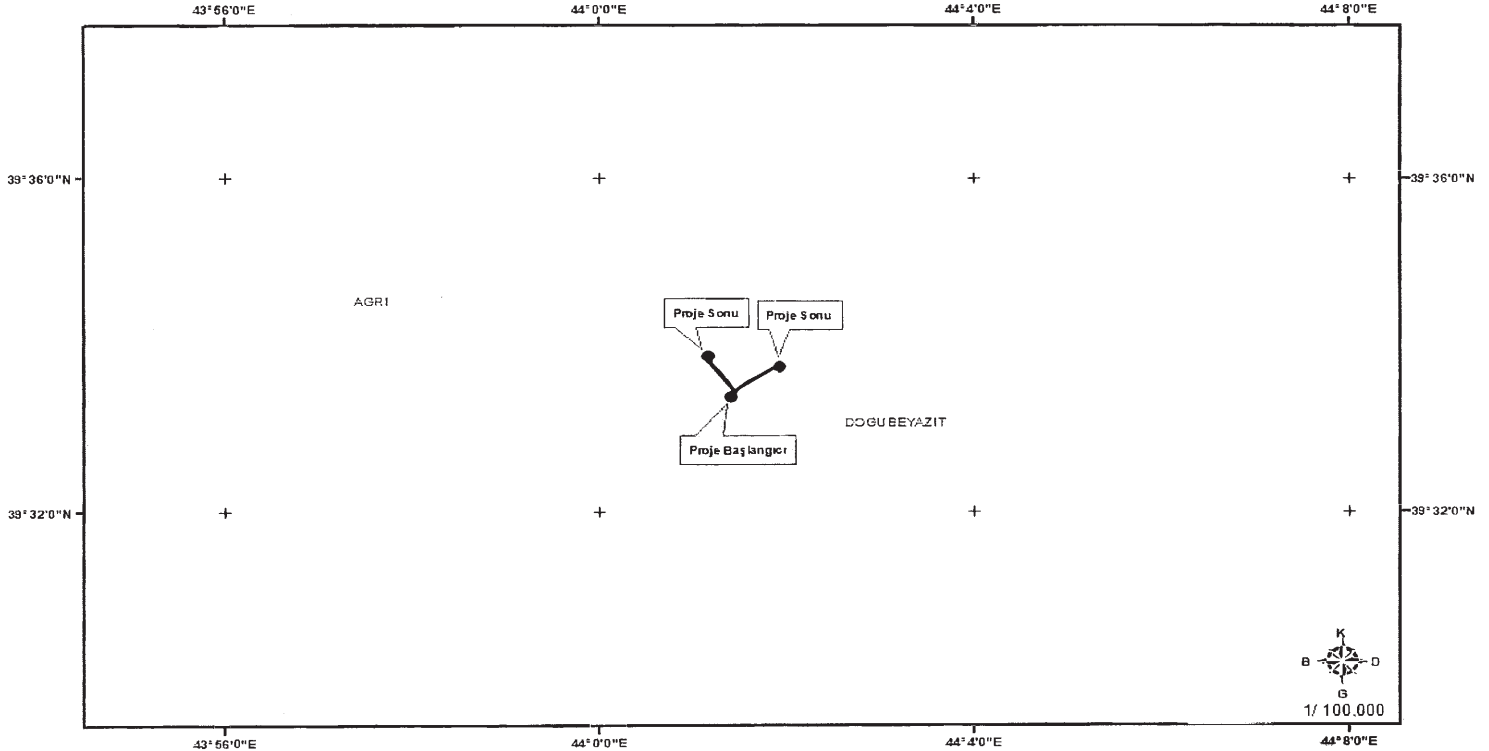 43°56'0"E 44°0'0"E 44°4'0"E 44°8'0"E
39°36'0"N 39°36'0"N
AGRI
Proje Sonu Proje Sonu
DOGUBEYAZIT
Proje Başlangıcı
39°32'0"N 39°32'0"N
K
B D
G
1/ 100.000
43°56'0"E 44°0'0"E 44°4'0"E 44°8'0"E